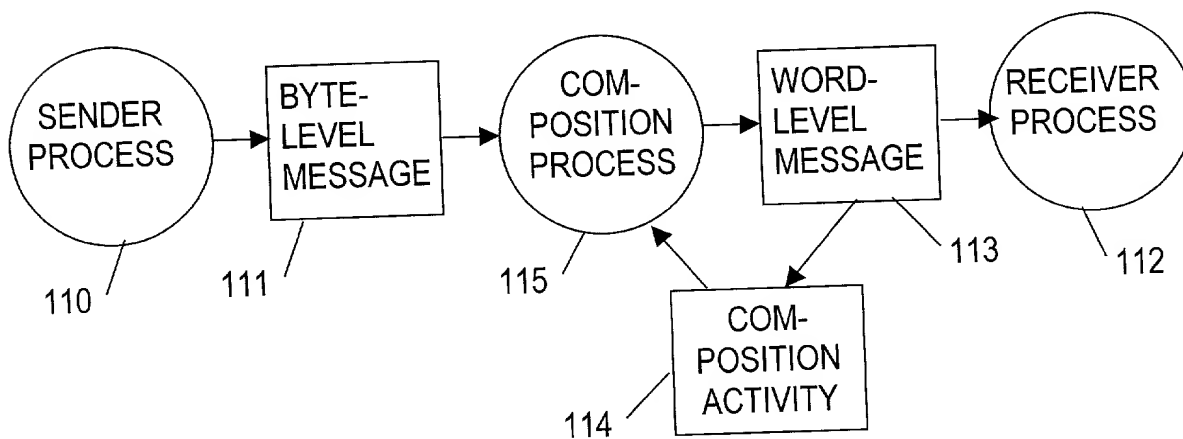 SENDER
PROCESS
BYTE-
LEVEL
MESSAGE
COM-
POSITION
PROCESS
WORD-
LEVEL
MESSAGE
RECEIVER
PROCESS
110
111
115
113
112
COM-
POSITION
ACTIVITY
114